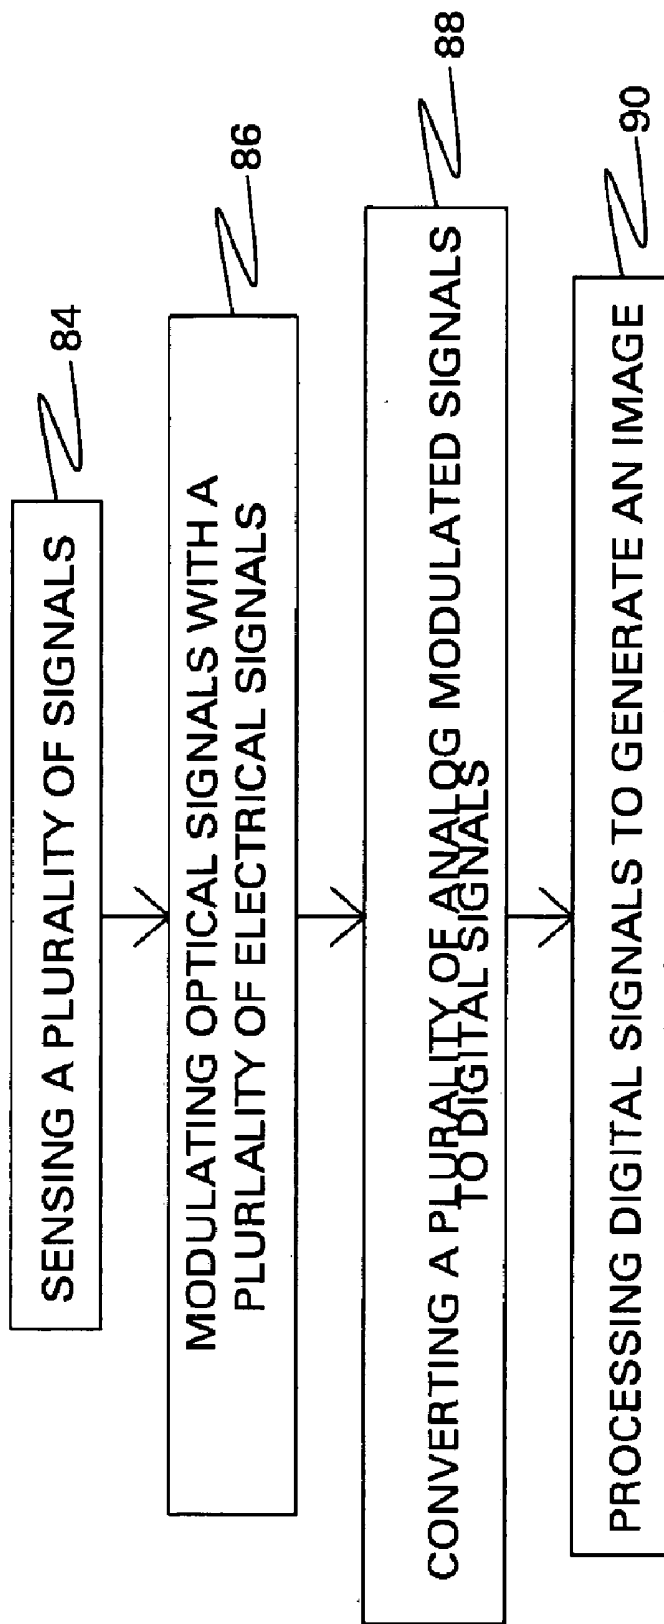 SENSING A PLURALITY OF SIGNALS
84
MODULATING OPTICAL SIGNALS WITH A
PLURLALITY OF ELECTRICAL SIGNALS
86
CONVERTING A PLURALITY OF ANALOG MODULATED SIGNALS
TO DIGITAL SIGNALS
88
PROCESSING DIGITAL SIGNALS TO GENERATE AN IMAGE
90